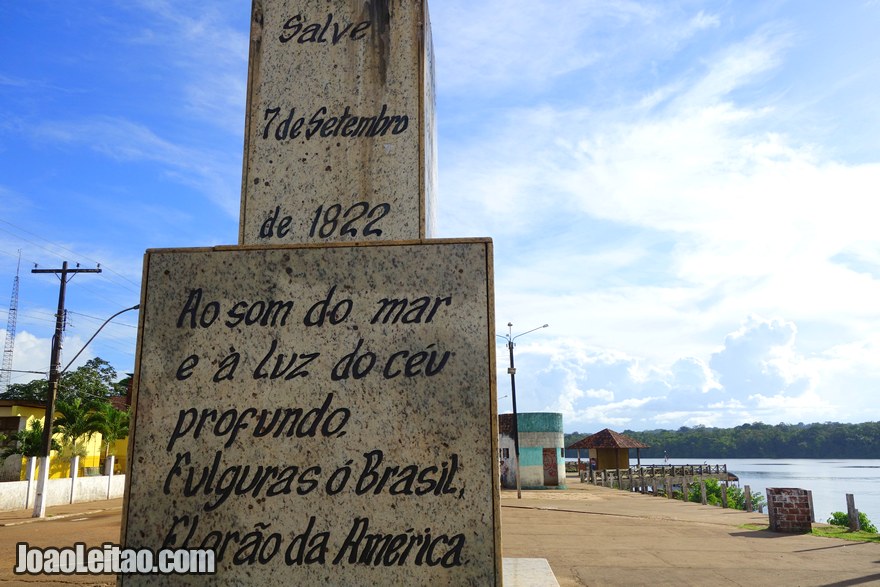 Salve
7 de Setembro
de 1822
Ao som do mar
e à Luz do céu
profundo.
Fulguras ó Brasil,
Florão da América.
JoaoLeitao.com